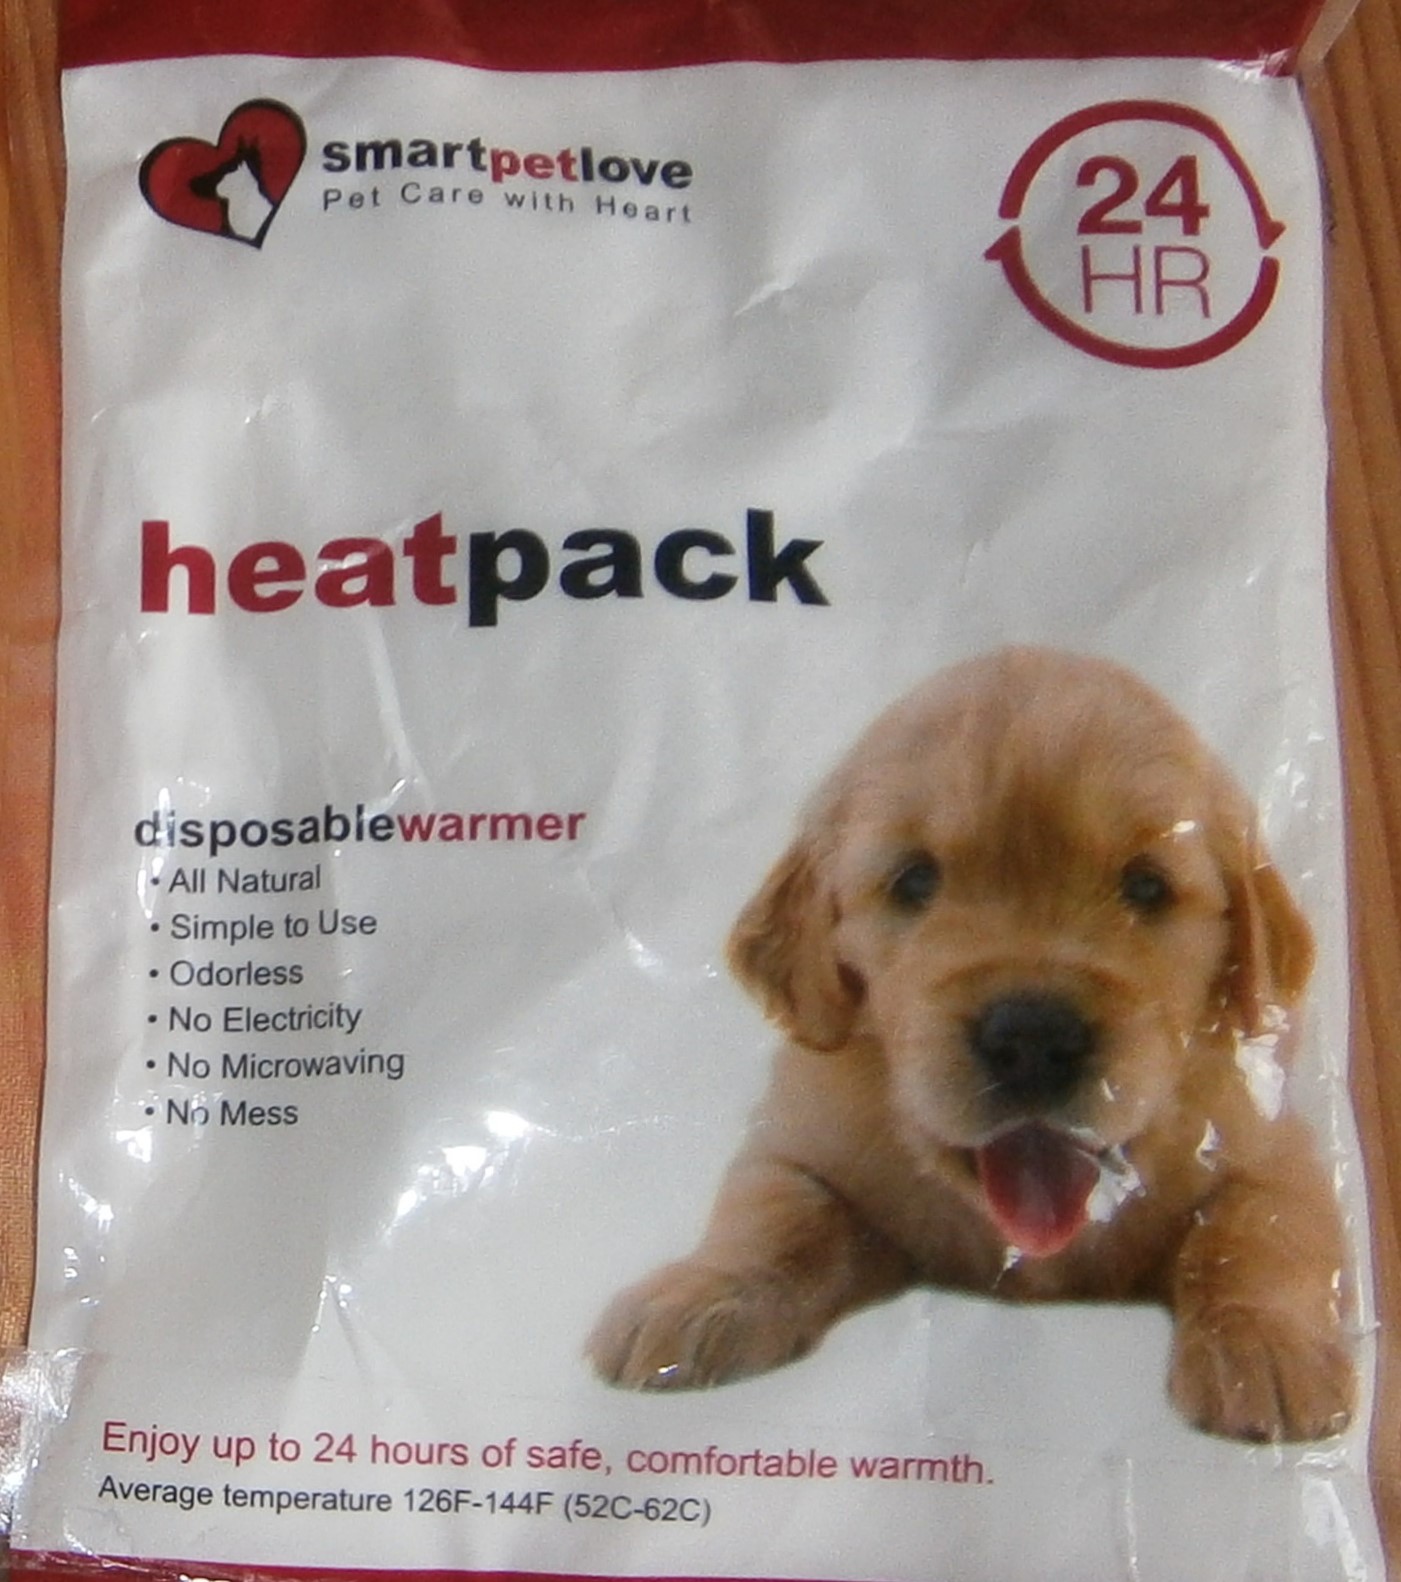 smartpetlove
Pet Care with Heart
24
HR
heatpack
disposablewarmer
• All Natural
• Simple to Use
• Odorless
• No Electricity
• No Microwaving
• No Mess
Enjoy up to 24 hours of safe, comfortable warmth.
Average temperature 126F-144F (52C-62C)